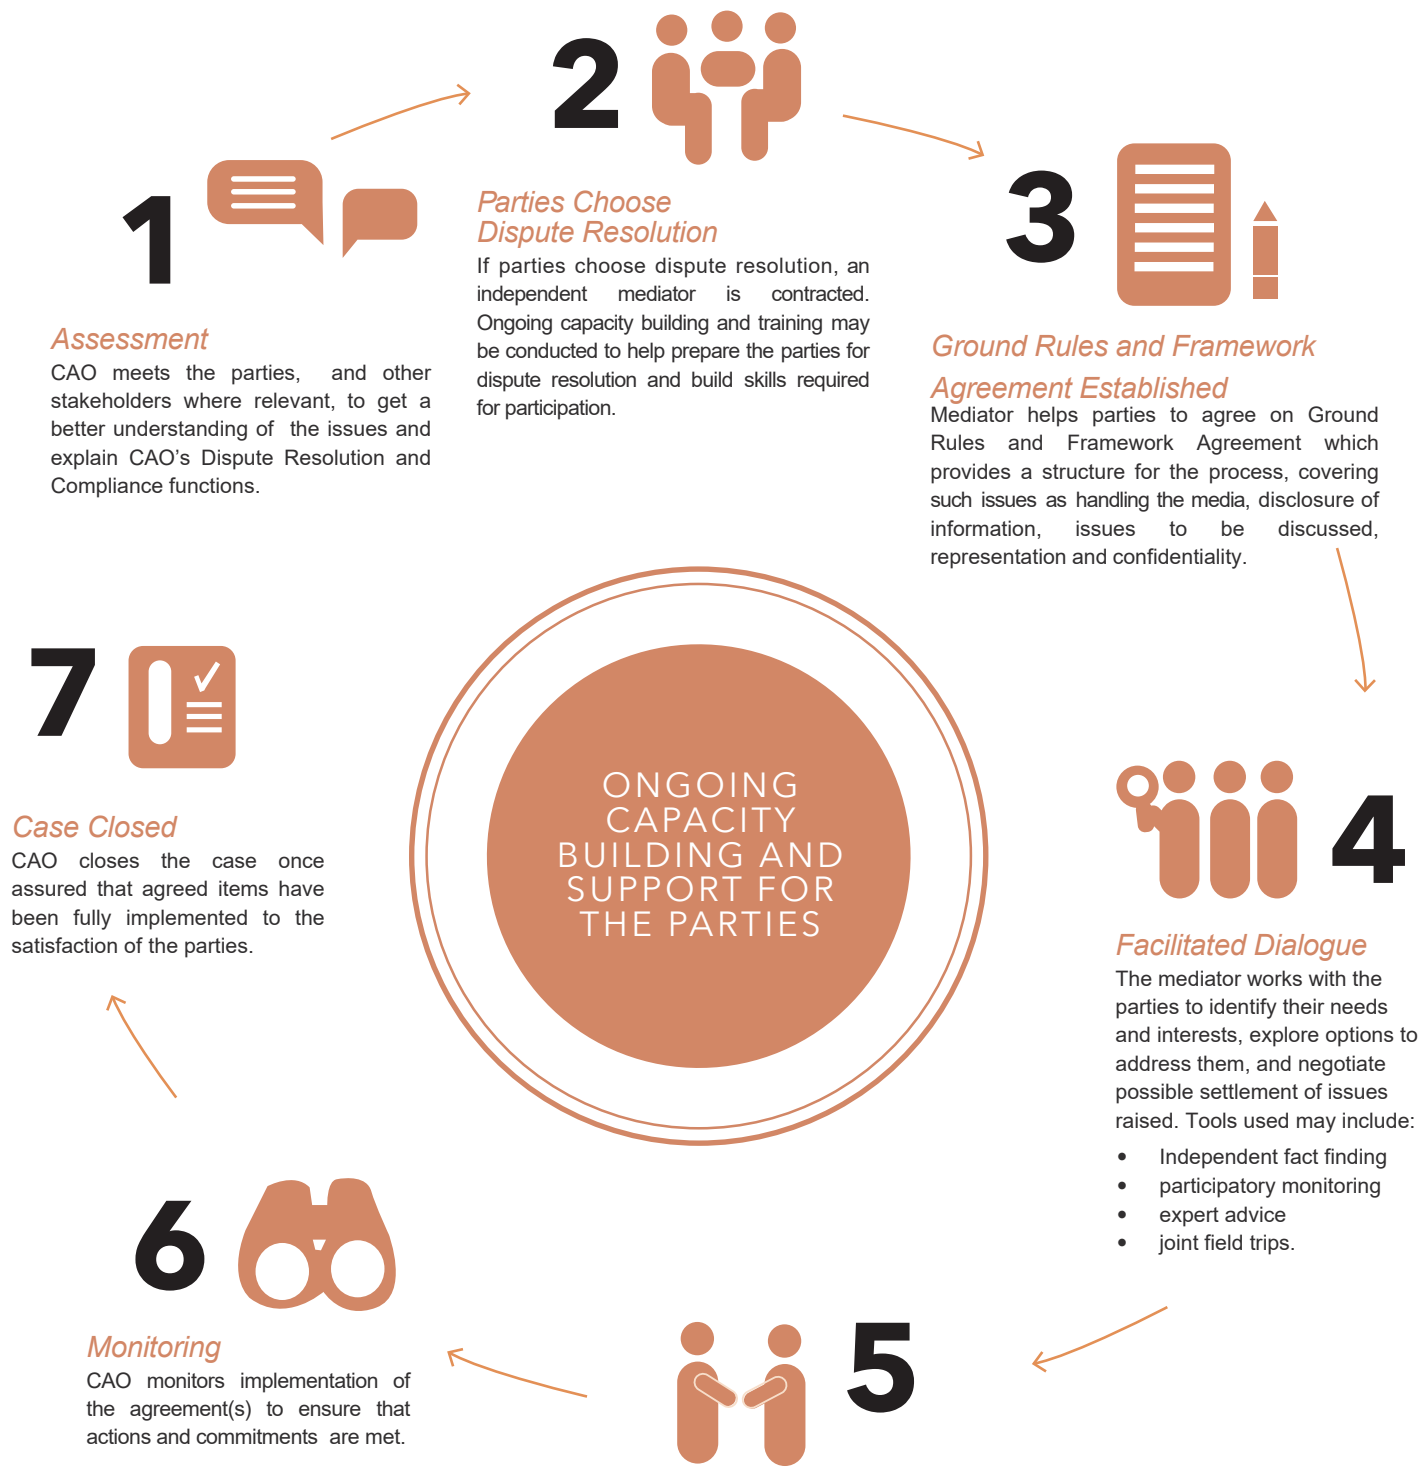 1
Assessment
CAO meets the parties, and other
stakeholders where relevant, to get a
better understanding of the issues and
explain CAO's Dispute Resolution and
Compliance functions.
2
Parties Choose
Dispute Resolution
If parties choose dispute resolution, an
independent mediator is contracted.
Ongoing capacity building and training may
be conducted to help prepare the parties for
dispute resolution and build skills required
for participation.
3
Ground Rules and Framework
Agreement Established
Mediator helps parties to agree on Ground
Rules and Framework Agreement which
provides a structure for the process, covering
such issues as handling the media, disclosure of
information, issues to be discussed,
representation and confidentiality.
4
Facilitated Dialogue
The mediator works with the
parties to identify their needs
and interests, explore options to
address them, and negotiate
possible settlement of issues
raised. Tools used may include:
• Independent fact finding
• participatory monitoring
• expert advice
• joint field trips.
5
6
Monitoring
CAO monitors implementation of
the agreement(s) to ensure that
actions and commitments are met.
7
Case Closed
CAO closes the case once
assured that agreed items have
been fully implemented to the
satisfaction of the parties.
ONGOING
CAPACITY
BUILDING AND
SUPPORT FOR
THE PARTIES